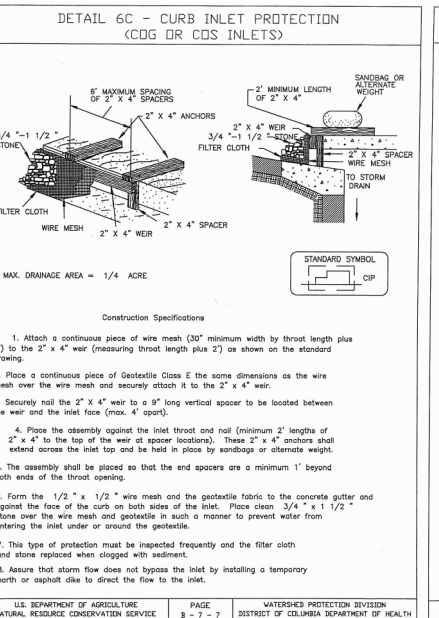 DETAIL 6C - CURB INLET PROTECTION
(COG OR COS INLETS)
6' MAXIMUM SPACING
OF 2" X 4" SPACERS
2" X 4" ANCHORS
3/4 "-1 1/2 "
STONE
FILTER CLOTH
WIRE MESH
2" X 4" WEIR
2" X 4" SPACER
2' MINIMUM LENGTH
OF 2" X 4"
SANDBAG OR
ALTERNATE
WEIGHT
2" X 4" WEIR
3/4 "-1 1/2 " STONE
FILTER CLOTH
2" X 4" SPACER
WIRE MESH
TO STORM
DRAIN
STANDARD SYMBOL
CIP
MAX. DRAINAGE AREA = 1/4 ACRE
Construction Specifications
1. Attach a continuous piece of wire mesh (30" minimum width by throat length plus
) to the 2" x 4" weir (measuring throat length plus 2') as shown on the standard
rawing.
. Place a continuous piece of Geotextile Class E the same dimensions as the wire
esh over the wire mesh and securely attach it to the 2" x 4" weir.
. Securely nail the 2" X 4" weir to a 9" long vertical spacer to be located between
e weir and the inlet face (max. 4' apart).
4. Place the assembly against the inlet throat and nail (minimum 2' lengths of
2" x 4" to the top of the weir at spacer locations). These 2" x 4" anchors shall
extend across the inlet top and be held in place by sandbags or alternate weight.
. The assembly shall be placed so that the end spacers are a minimum 1' beyond
oth ends of the throat opening.
. Form the 1/2 " x 1/2 " wire mesh and the geotextile fabric to the concrete gutter and
gainst the face of the curb on both sides of the inlet. Place clean 3/4 " x 1 1/2 "
tone over the wire mesh and geotextile in such a manner to prevent water from
ntering the inlet under or around the geotextile.
7. This type of protection must be inspected frequently and the filter cloth
nd stone replaced when clogged with sediment.
8. Assure that storm flow does not bypass the inlet by installing a temporary
arth or asphalt dike to direct the flow to the inlet.
U.S. DEPARTMENT OF AGRICULTURE
NATURAL RESOURCE CONSERVATION SERVICE
PAGE
B - 7 - 7
WATERSHED PROTECTION DIVISION
DISTRICT OF COLUMBIA DEPARTMENT OF HEALTH